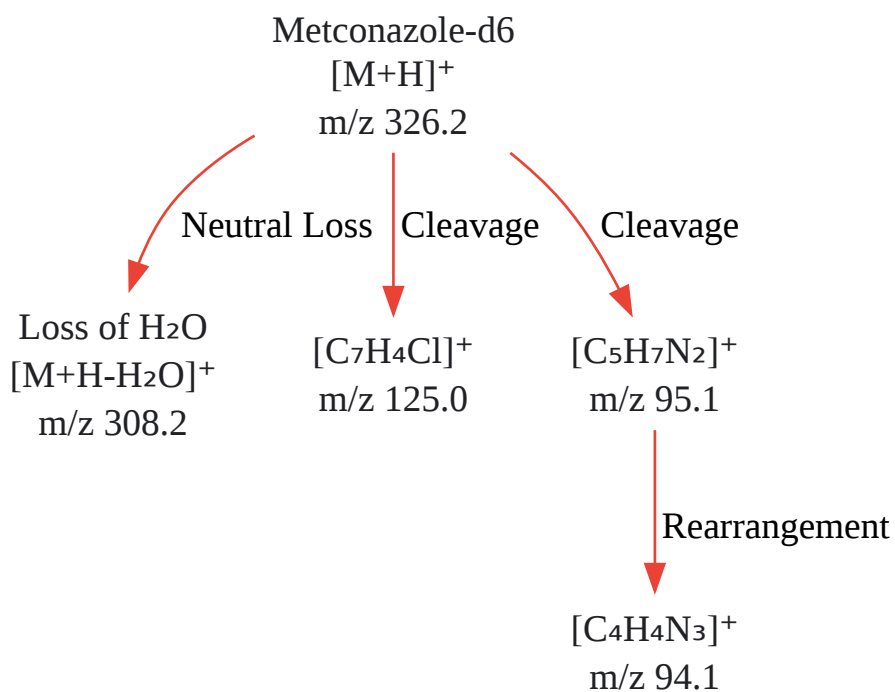 Metconazole-d6
[M+H]⁺
m/z 326.2
Neutral Loss
Cleavage
Cleavage
Loss of H₂O
[M+H-H₂O]⁺
m/z 308.2
[C₇H₄Cl]⁺
m/z 125.0
[C₅H₇N₂]⁺
m/z 95.1
Rearrangement
[C₄H₄N₃]⁺
m/z 94.1